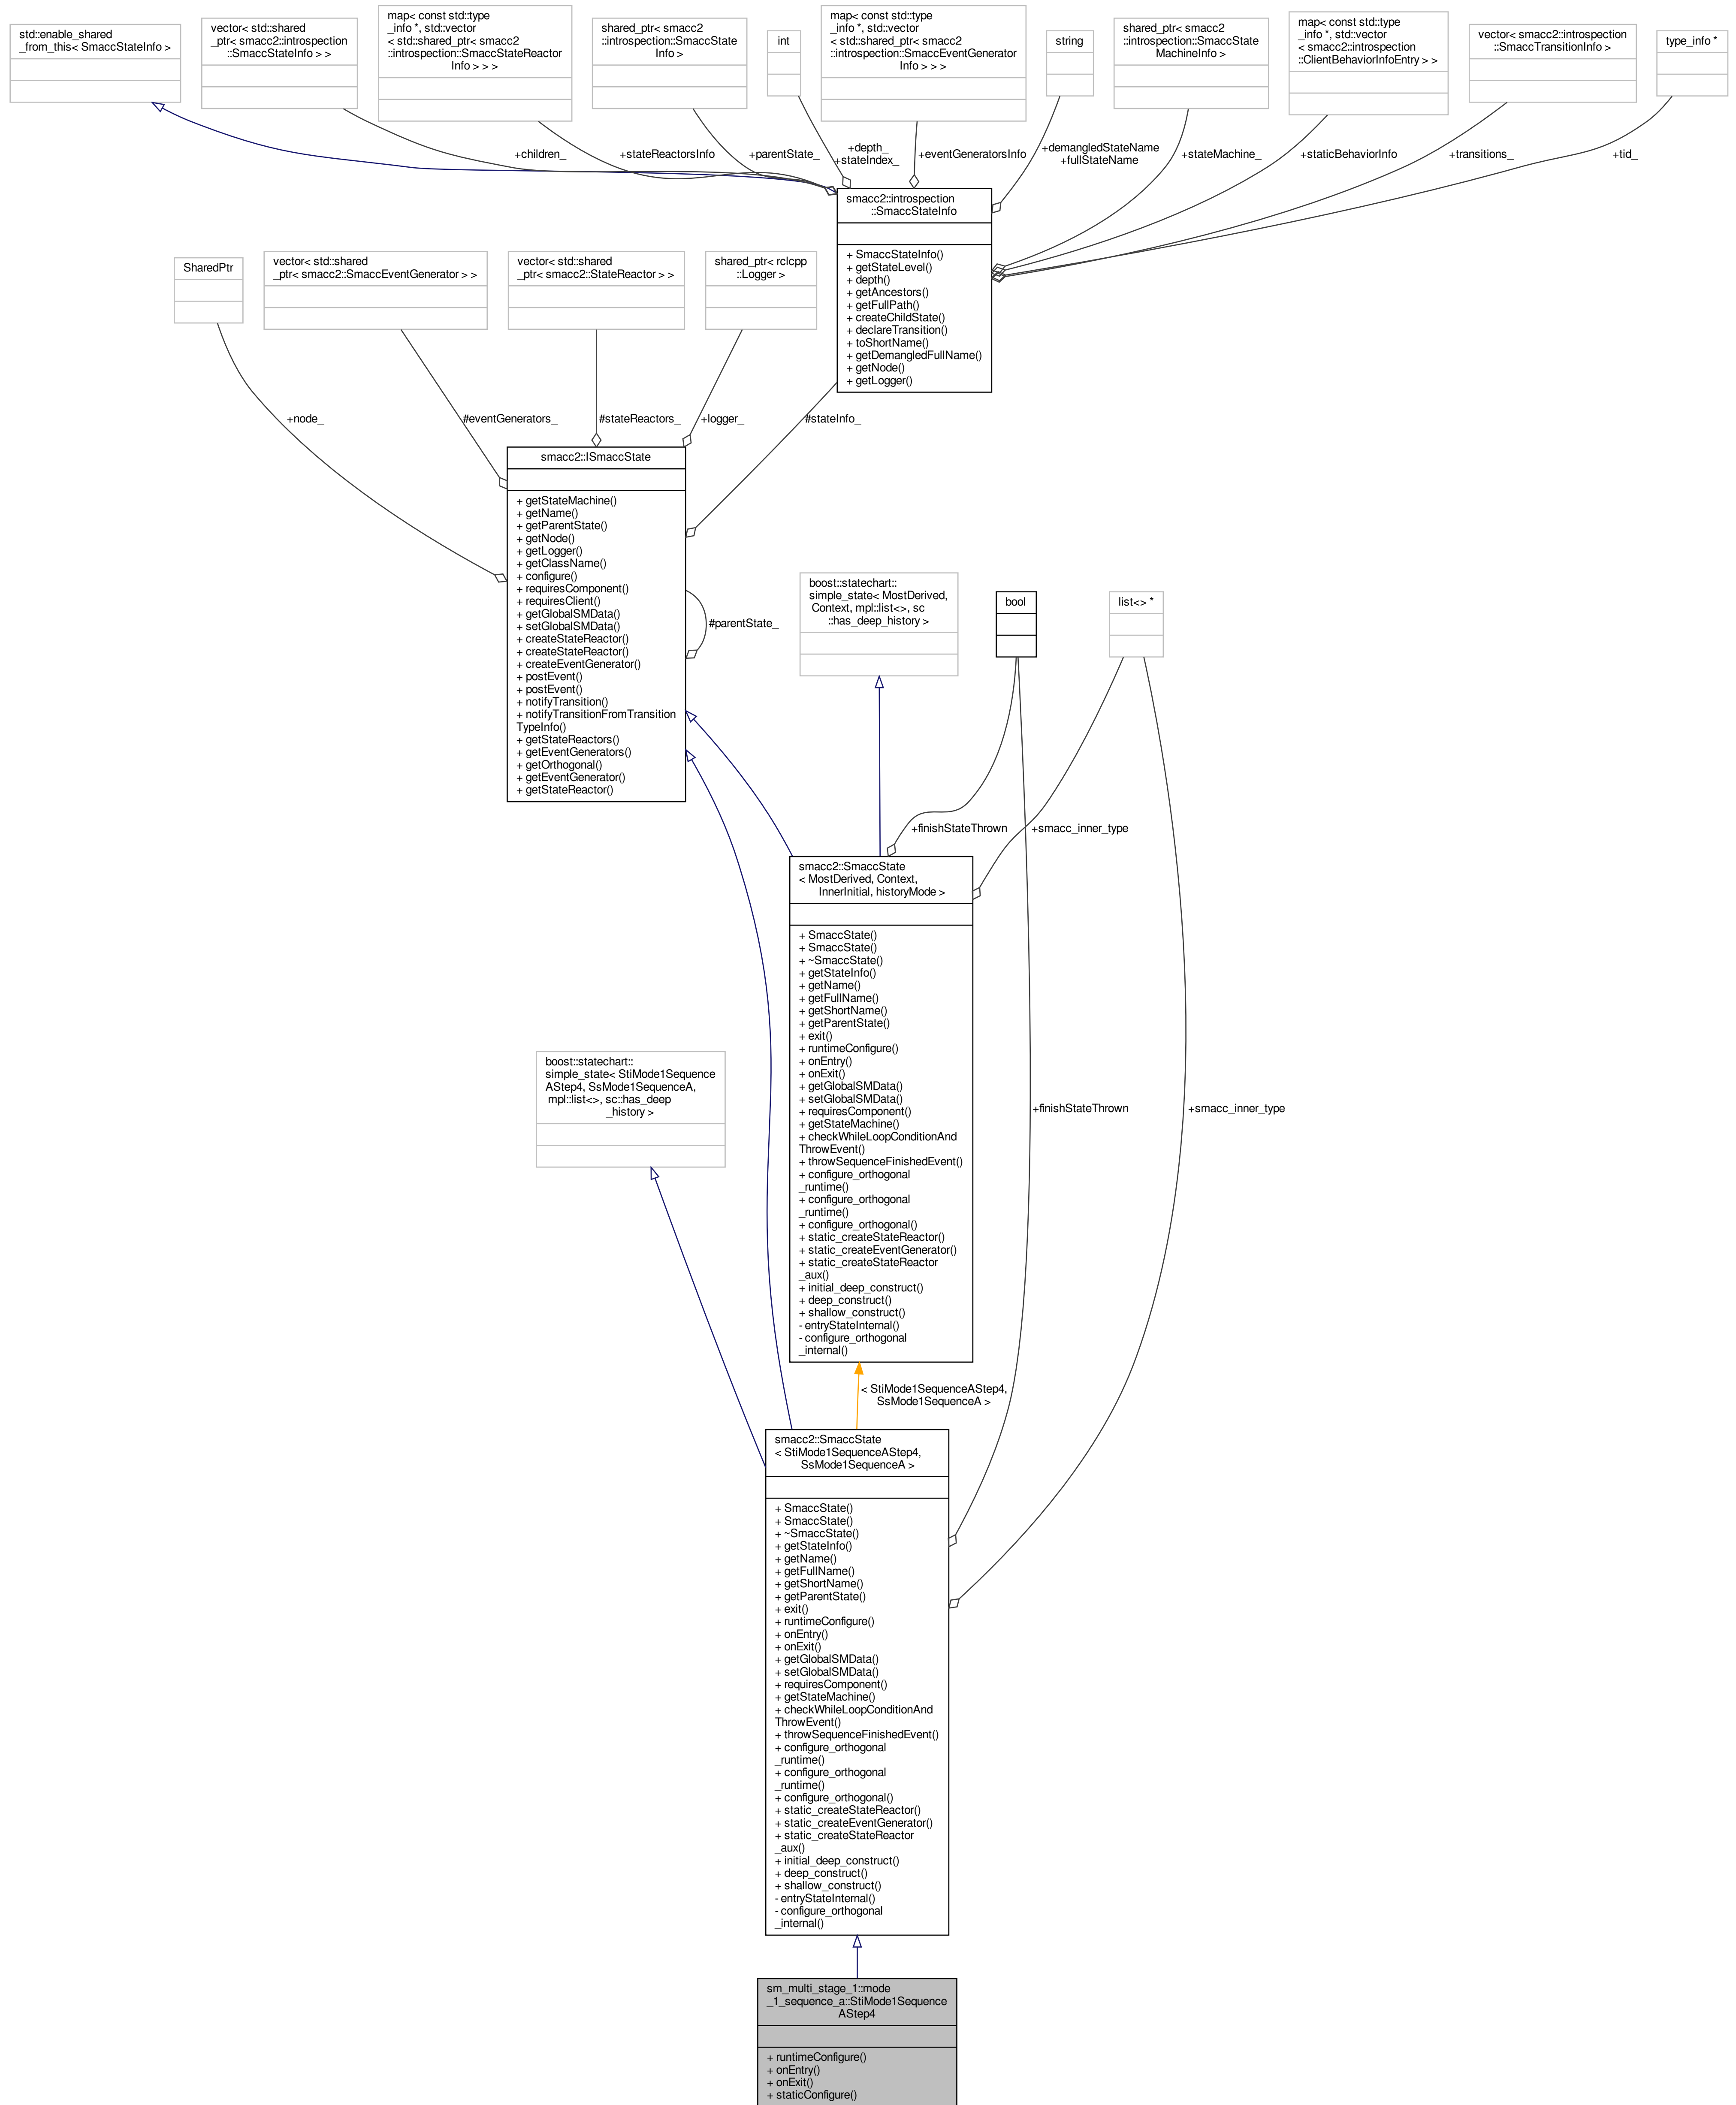 std::enable_shared
_from_this< SmaccStateInfo >
vector< std::shared
_ptr< smacc2::introspection
::SmaccStateInfo > >
map< const std::type
_info *, std::vector
< std::shared_ptr< smacc2
::introspection::SmaccStateReactor
Info > > >
shared_ptr< smacc2
::introspection::SmaccState
Info >
int
map< const std::type
_info *, std::vector
< std::shared_ptr< smacc2
::introspection::SmaccEventGenerator
Info > > >
string
shared_ptr< smacc2
::introspection::SmaccState
MachineInfo >
map< const std::type
_info *, std::vector
< smacc2::introspection
::ClientBehaviorInfoEntry > >
vector< smacc2::introspection
::SmaccTransitionInfo >
type_info *
+children_
+stateReactorsInfo
+parentState_
+depth_
+stateIndex_
+eventGeneratorsInfo
+demangledStateName
+fullStateName
+stateMachine_
+staticBehaviorInfo
+transitions_
+tid_
smacc2::introspection
::SmaccStateInfo
+ SmaccStateInfo()
+ getStateLevel()
+ depth()
+ getAncestors()
+ getFullPath()
+ createChildState()
+ declareTransition()
+ toShortName()
+ getDemangledFullName()
+ getNode()
+ getLogger()
SharedPtr
vector< std::shared
_ptr< smacc2::SmaccEventGenerator > >
vector< std::shared
_ptr< smacc2::StateReactor > >
shared_ptr< rclcpp
::Logger >
+node_
#eventGenerators_
#stateReactors_
+logger_
#stateInfo_
smacc2::ISmaccState
+ getStateMachine()
+ getName()
+ getParentState()
+ getNode()
+ getLogger()
+ getClassName()
+ configure()
+ requiresComponent()
+ requiresClient()
+ getGlobalSMData()
+ setGlobalSMData()
+ createStateReactor()
+ createStateReactor()
+ createEventGenerator()
+ postEvent()
+ postEvent()
+ notifyTransition()
+ notifyTransitionFromTransition
TypeInfo()
+ getStateReactors()
+ getEventGenerators()
+ getOrthogonal()
+ getEventGenerator()
+ getStateReactor()
#parentState_
boost::statechart::
simple_state< MostDerived,
Context, mpl::list<>, sc
::has_deep_history >
bool
list<> *
+finishStateThrown
+smacc_inner_type
smacc2::SmaccState
< MostDerived, Context,
InnerInitial, historyMode >
+ SmaccState()
+ SmaccState()
+ ~SmaccState()
+ getStateInfo()
+ getName()
+ getFullName()
+ getShortName()
+ getParentState()
+ exit()
+ runtimeConfigure()
+ onEntry()
+ onExit()
+ getGlobalSMData()
+ setGlobalSMData()
+ requiresComponent()
+ getStateMachine()
+ checkWhileLoopConditionAnd
ThrowEvent()
+ throwSequenceFinishedEvent()
+ configure_orthogonal
_runtime()
+ configure_orthogonal
_runtime()
+ configure_orthogonal()
+ static_createStateReactor()
+ static_createEventGenerator()
+ static_createStateReactor
_aux()
+ initial_deep_construct()
+ deep_construct()
+ shallow_construct()
- entryStateInternal()
- configure_orthogonal
_internal()
boost::statechart::
simple_state< StiMode1Sequence
AStep4, SsMode1SequenceA,
mpl::list<>, sc::has_deep
_history >
+finishStateThrown
+smacc_inner_type
< StiMode1SequenceAStep4,
SsMode1SequenceA >
smacc2::SmaccState
< StiMode1SequenceAStep4,
SsMode1SequenceA >
+ SmaccState()
+ SmaccState()
+ ~SmaccState()
+ getStateInfo()
+ getName()
+ getFullName()
+ getShortName()
+ getParentState()
+ exit()
+ runtimeConfigure()
+ onEntry()
+ onExit()
+ getGlobalSMData()
+ setGlobalSMData()
+ requiresComponent()
+ getStateMachine()
+ checkWhileLoopConditionAnd
ThrowEvent()
+ throwSequenceFinishedEvent()
+ configure_orthogonal
_runtime()
+ configure_orthogonal
_runtime()
+ configure_orthogonal()
+ static_createStateReactor()
+ static_createEventGenerator()
+ static_createStateReactor
_aux()
+ initial_deep_construct()
+ deep_construct()
+ shallow_construct()
- entryStateInternal()
- configure_orthogonal
_internal()
sm_multi_stage_1::mode
_1_sequence_a::StiMode1Sequence
AStep4
+ runtimeConfigure()
+ onEntry()
+ onExit()
+ staticConfigure()